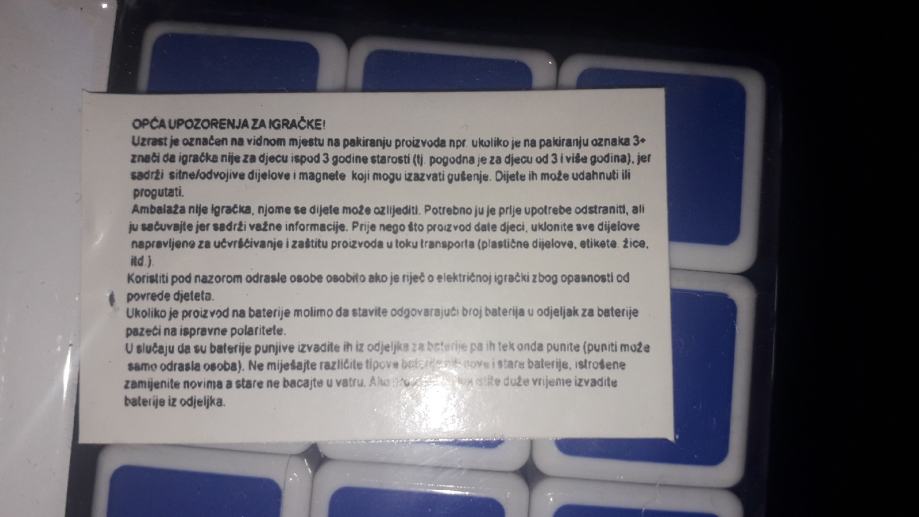 OPĆA UPOZORENJA ZA IGRAČKE!
Uzrast je označen na vidnom mjestu na pakiranju proizvoda npr. ukoliko je na pakiranju oznaka 3+
znači da igračka nije za djecu ispod 3 godine starosti (tj. pogodna je za djecu od 3 i više godina), jer
sadrži sitne/odvojive dijelove i magnete koji mogu izazvati gušenje. Dijete ih može udahnuti ili
progutati.
Ambalaža nije igračka, njome se dijete može ozlijediti. Potrebno ju je prije upotrebe odstraniti, ali
ju sačuvajte jer sadrži važne informacije. Prije nego što proizvod date djeci, uklonite sve dijelove
napravljene za učvršćivanje i zaštitu proizvoda u toku transporta (plastične dijelove, etikete, žice,
itd.).
Koristiti pod nazorom odrasle osobe osobito ako je riječ o električnoj igrački zbog opasnosti od
povrede djeteta.
Ukoliko je proizvod na baterije molimo da stavite odgovarajući broj baterija u odjeljak za baterije
pazeći na ispravne polaritete.
U slučaju da su baterije punjive izvadite ih iz odjeljka za baterije pa ih tek onda punite (puniti može
samo odrasla osoba). Ne miješajte različite tipove baterija nove i stare baterije, istrošene
zamijenite novima a stare ne bacajte u vatru. duže vrijeme izvadite
baterije iz odjeljka.